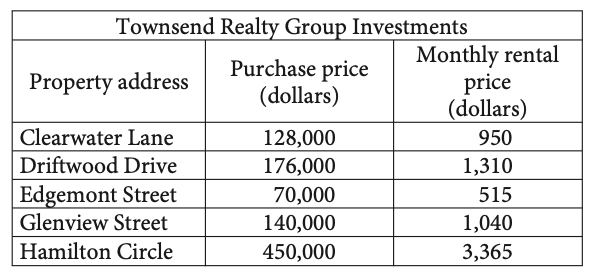 Townsend Realty Group Investments
Property address
Purchase price
(dollars)
Monthly rental
price
(dollars)
Clearwater Lane 128,000 950
Driftwood Drive 176,000 1,310
Edgemont Street 70,000 515
Glenview Street 140,000 1,040
Hamilton Circle 450,000 3,365